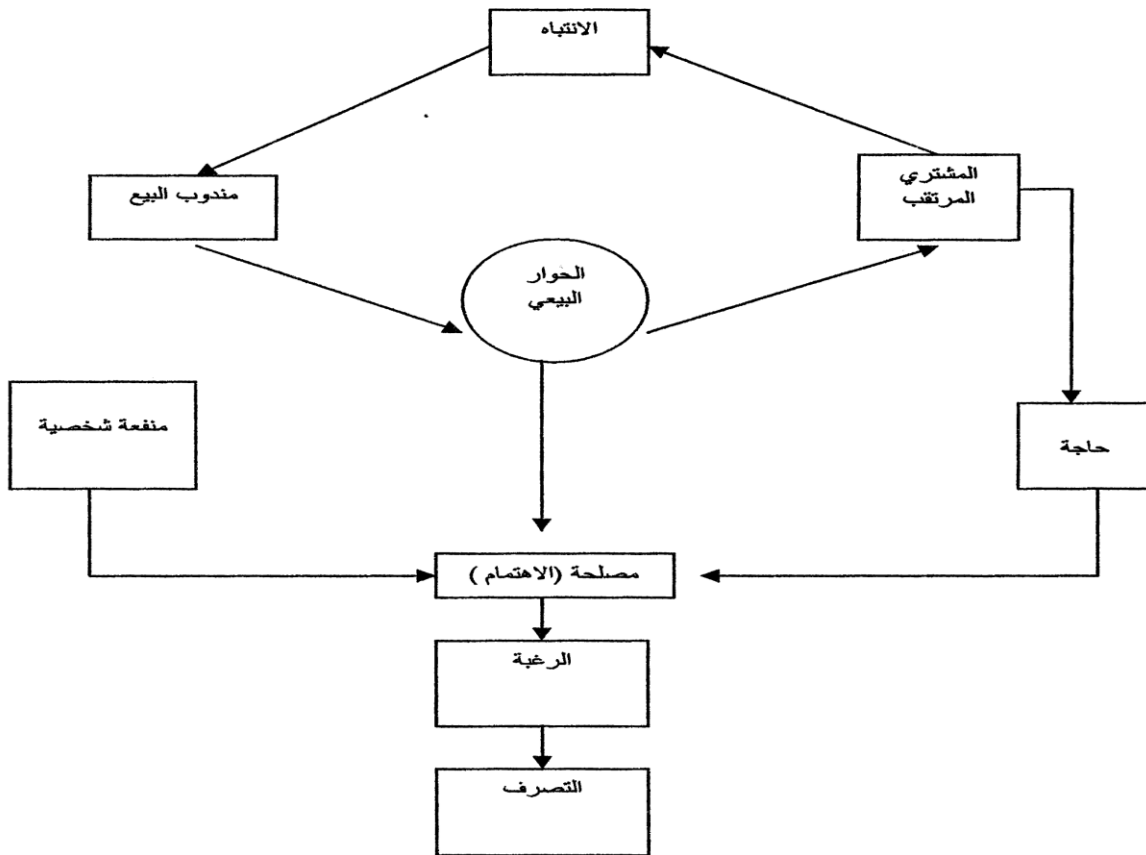 الانتباه
المشتري
المرتقب
مندوب البيع
الحوار
البيعي
منفعة شخصية
حاجة
مصلحة (الاهتمام )
الرغبة
التصرف